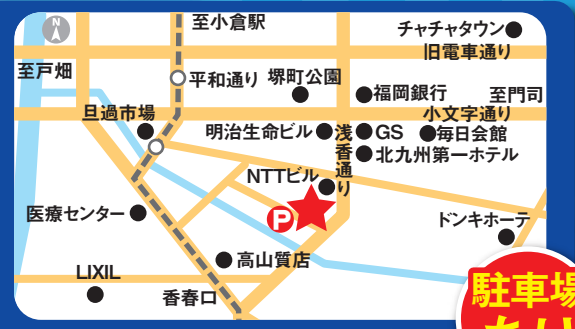 N
至小倉駅
チャチャタウン
旧電車通り
至戸畑
平和通り
堺町公園
福岡銀行
至門司
小文字通り
旦過市場
明治生命ビル
浅香通り
GS
毎日会館
北九州第一ホテル
NTTビル
P
医療センター
ドンキホーテ
高山質店
LIXIL
香春口
駐車場